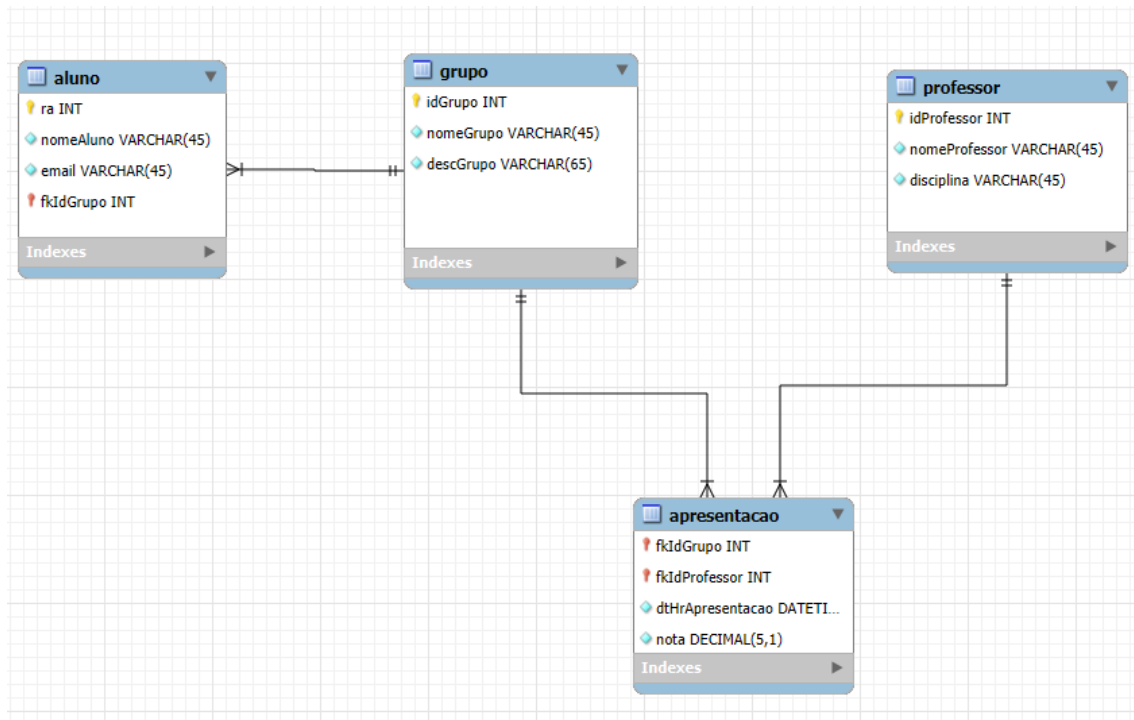 aluno
ra INT
nomeAluno VARCHAR(45)
email VARCHAR(45)
fkIdGrupo INT
Indexes
grupo
idGrupo INT
nomeGrupo VARCHAR(45)
descGrupo VARCHAR(65)
Indexes
professor
idProfessor INT
nomeProfessor VARCHAR(45)
disciplina VARCHAR(45)
Indexes
apresentacao
fkIdGrupo INT
fkIdProfessor INT
dtHrApresentacao DATETI...
nota DECIMAL(5,1)
Indexes